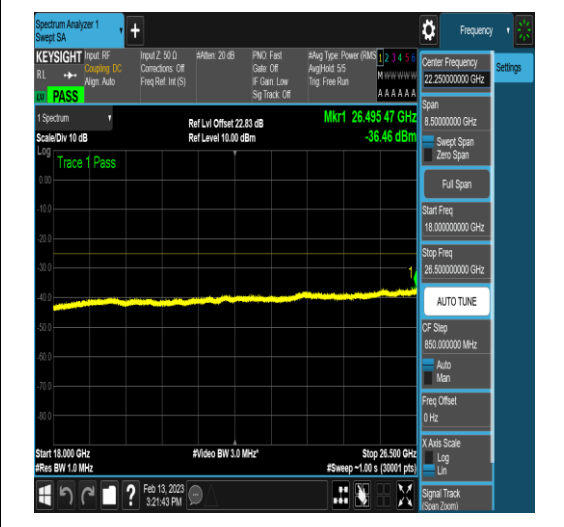 Spectrum Analyzer 1
Swept SA
Frequency
KEYSIGHT
RL
PASS
Input: RF
Coupling: DC
Align: Auto
Input Z: 50 Ω
Corrections: Off
Freq Ref: Int (S)
#Atten: 20 dB
PNO: Fast
Gate: Off
IF Gain: Low
Sig Track: Off
#Avg Type: Power (RMS
Avg|Hold: 5/5
Trig: Free Run
1 2 3 4 5 6
M W W W W W
A A A A A A
1 Spectrum
Scale/Div 10 dB
Ref Lvl Offset 22.83 dB
Ref Level 10.00 dBm
Mkr1 26.495 47 GHz
-36.46 dBm
Log
Trace 1 Pass
0.00
-10.0
-20.0
-30.0
-40.0
-50.0
-60.0
-70.0
-80.0
1
Start 18.000 GHz
#Res BW 1.0 MHz
#Video BW 3.0 MHz*
Stop 26.500 GHz
#Sweep ~1.00 s (30001 pts)
Feb 13, 2023
3:21:43 PM
Settings
Center Frequency
22.250000000 GHz
Span
8.50000000 GHz
Swept Span
Zero Span
Full Span
Start Freq
18.000000000 GHz
Stop Freq
26.500000000 GHz
AUTO TUNE
CF Step
850.000000 MHz
Auto
Man
Freq Offset
0 Hz
X Axis Scale
Log
Lin
Signal Track
(Span Zoom)